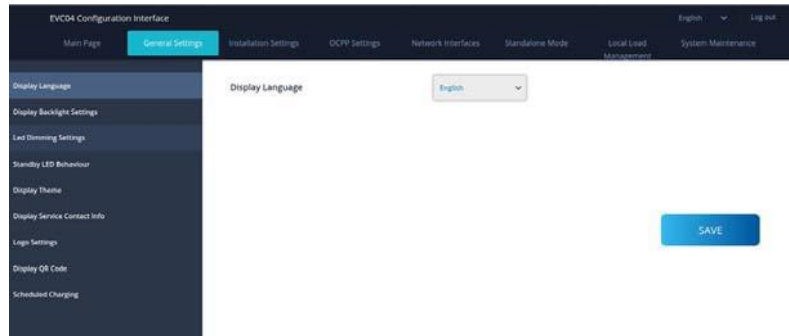 EVC04 Configuration Interface
English
Log out
Main Page
General Settings
Installation Settings
OCPP Settings
Network Interfaces
Standalone Mode
Local Load
Management
System Maintenance
Display Language
Display Backlight Settings
Led Dimming Settings
Standby LED Behaviour
Display Theme
Display Service Contact Info
Logo Settings
Display QR Code
Scheduled Charging
Display Language
English
SAVE